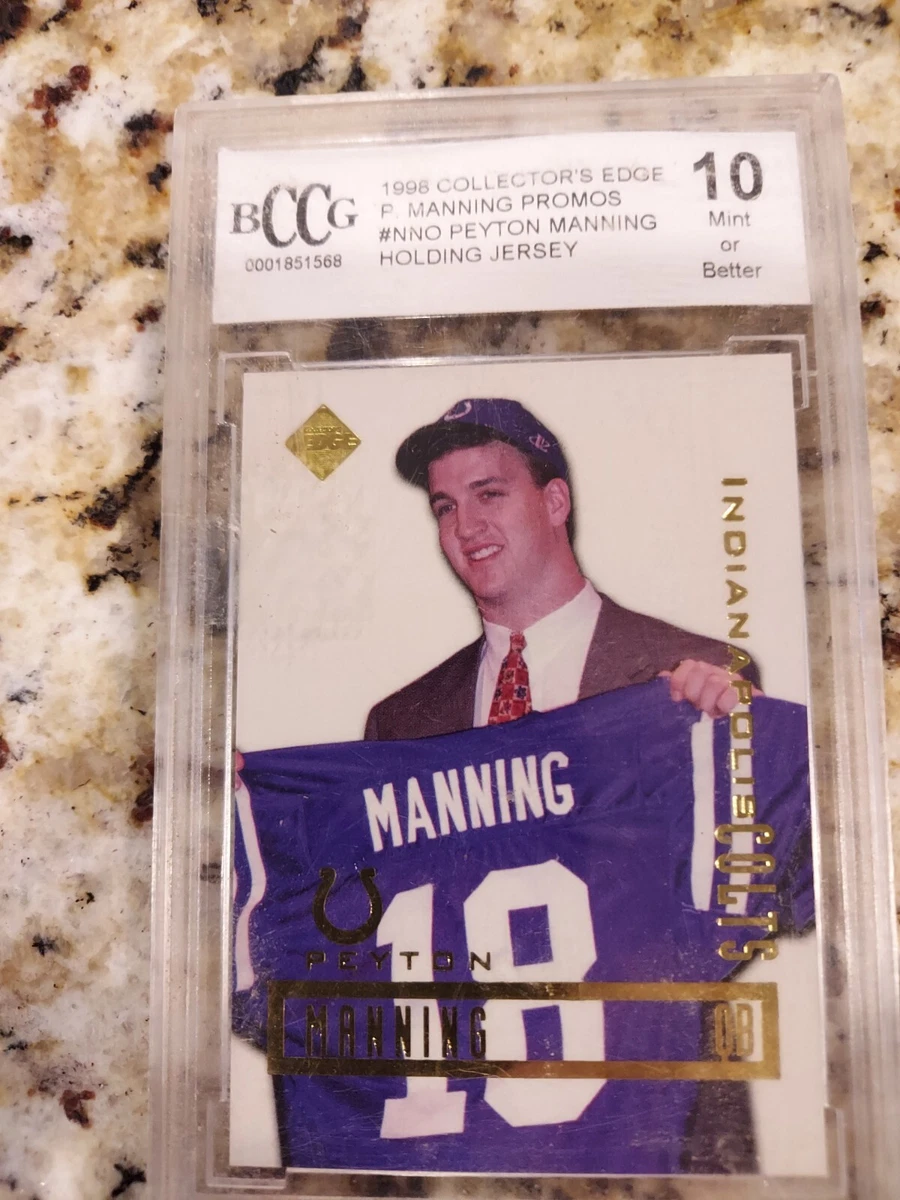 BCCG
0001851568
1998 COLLECTOR'S EDGE
P. MANNING PROMOS
#NNO PEYTON MANNING
HOLDING JERSEY
10
Mint
or
Better
EDGE
INDIANAPOLIS COLTS
MANNING
18
PEYTON
MANNING
QB